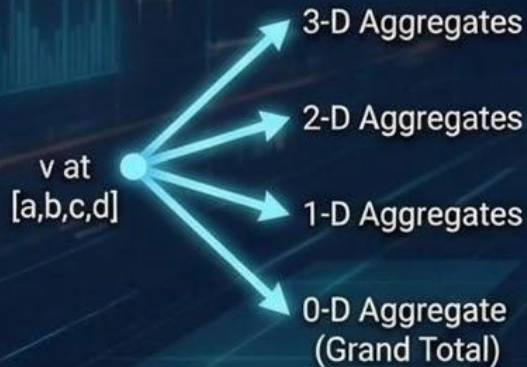 3-D Aggregates
2-D Aggregates
v at
[a,b,c,d]
1-D Aggregates
0-D Aggregate
(Grand Total)